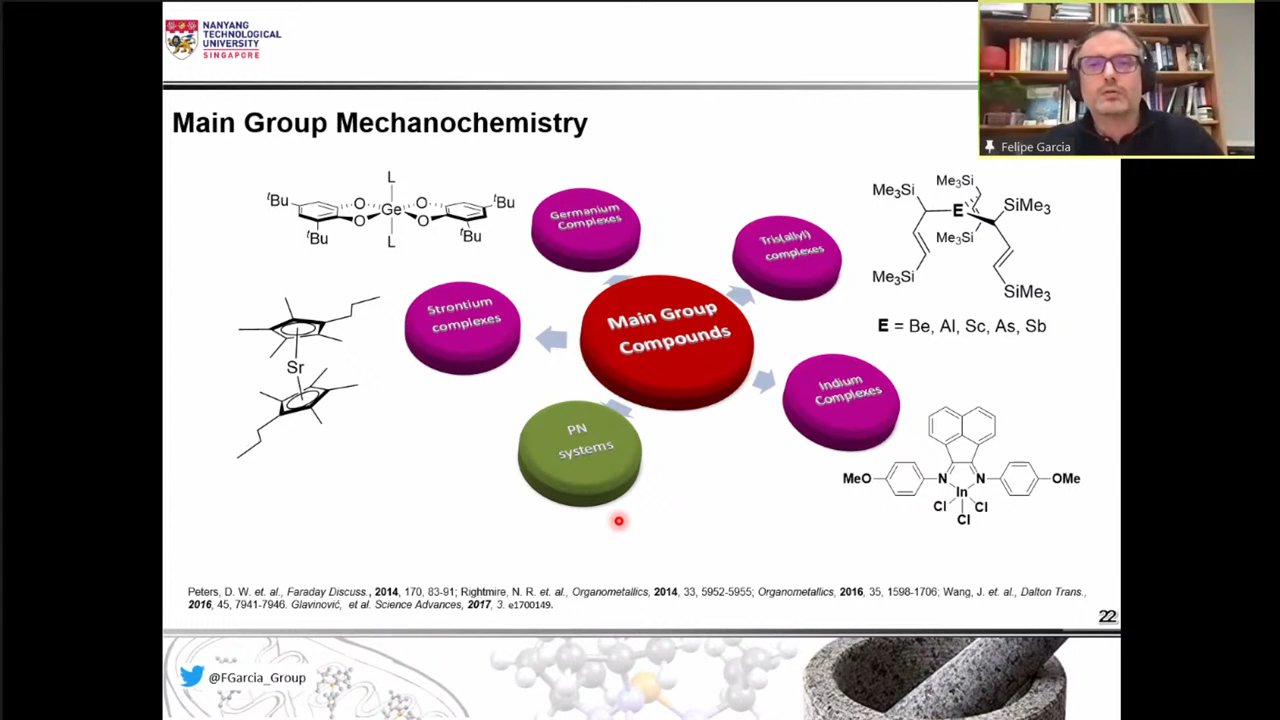 NANYANG
TECHNOLOGICAL
UNIVERSITY
SINGAPORE
Felipe Garcia
Main Group Mechanochemistry
L
tBu
O
O
Ge
O
O
tBu
tBu
tBu
L
Germanium
Complexes
Tris(allyl)
complexes
Me3Si
Me3Si
E
SiMe3
Me3Si
Me3Si
SiMe3
E = Be, Al, Sc, As, Sb
Strontium
complexes
Main Group
Compounds
Sr
Indium
Complexes
PN
systems
MeO
N
N
OMe
In
Cl
Cl
Cl
Peters, D. W. et. al., Faraday Discuss., 2014, 170, 83-91; Rightmire, N. R. et. al., Organometallics, 2014, 33, 5952-5955; Organometallics, 2016, 35, 1598-1706; Wang, J. et. al., Dalton Trans.,
2016, 45, 7941-7946. Glavinović, et al. Science Advances, 2017, 3. e1700149.
22
@FGarcia_Group